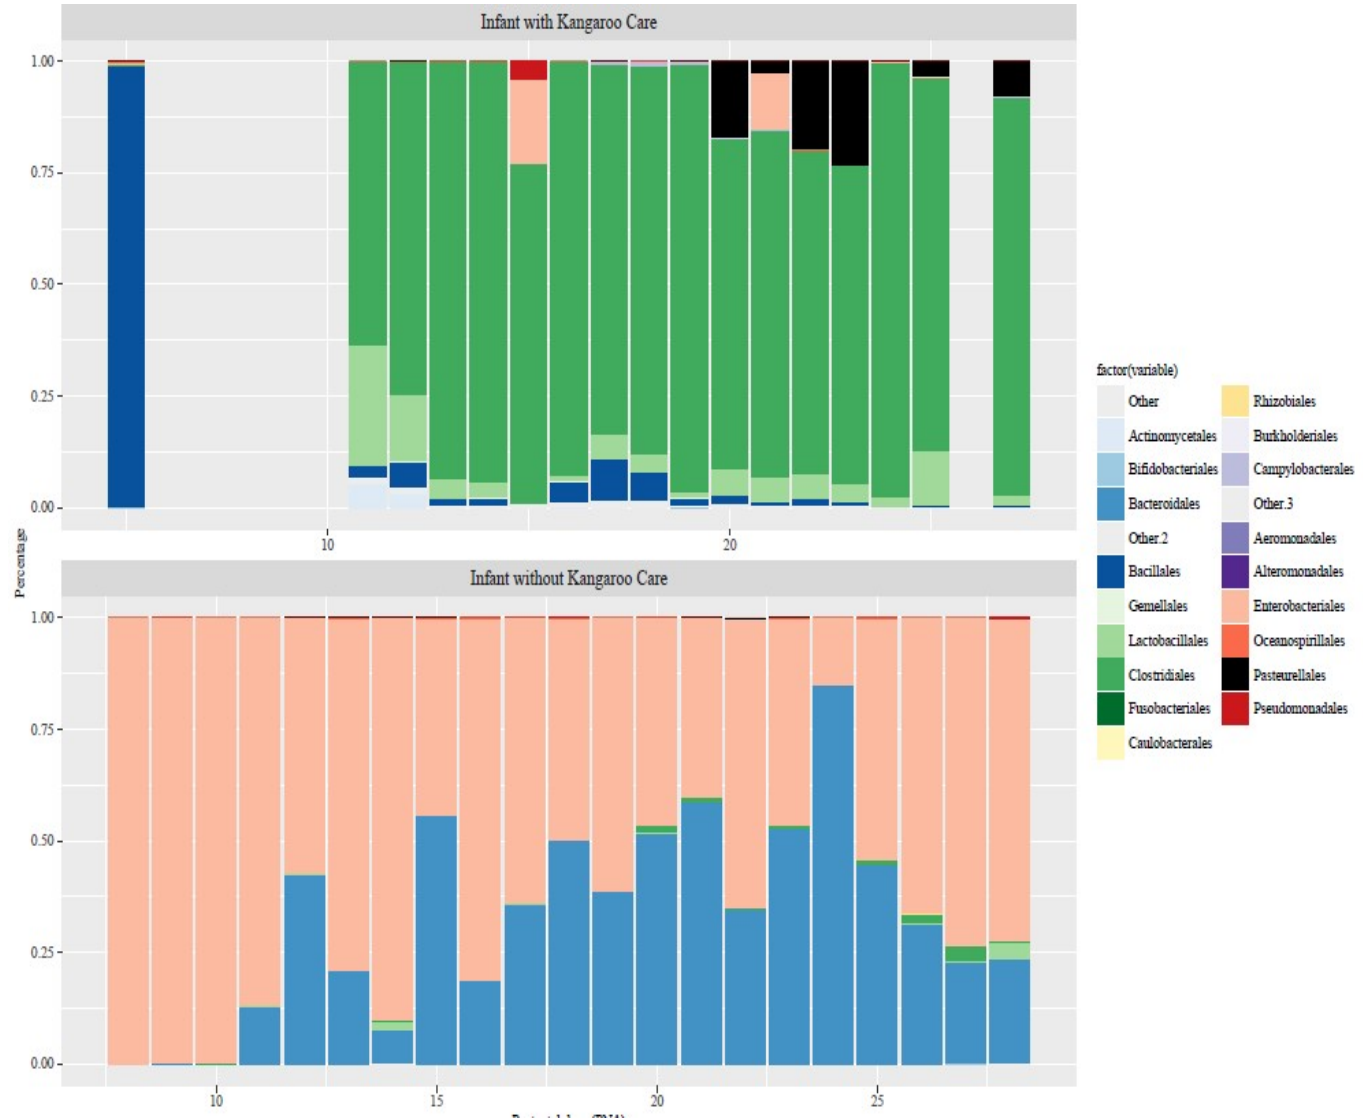 Infant with Kangaroo Care
1.00
0.75
0.50
0.25
0.00
10
20
Percentage
Infant without Kangaroo Care
1.00
0.75
0.50
0.25
0.00
10
15
20
25
factor(variable)
Other
Actinomycetales
Bifidobacteriales
Bacteroidales
Other.2
Bacillales
Gemellales
Lactobacillales
Clostridiales
Fusobacteriales
Caulobacterales
Rhizobiales
Burkholderiales
Campylobacterales
Other.3
Aeromonadales
Alteromonadales
Enterobacteriales
Oceanospirillales
Pasteurellales
Pseudomonadales